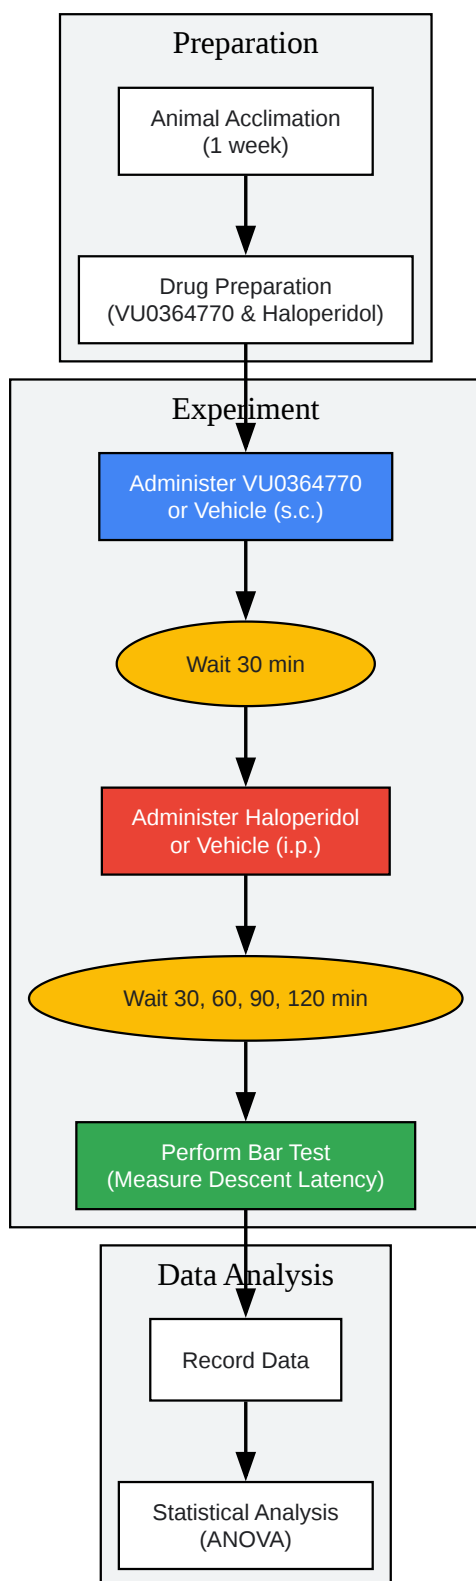 Preparation
Animal Acclimation
(1 week)
Drug Preparation
(VU0364770 & Haloperidol)
Experiment
Administer VU0364770
or Vehicle (s.c.)
Wait 30 min
Administer Haloperidol
or Vehicle (i.p.)
Wait 30, 60, 90, 120 min
Perform Bar Test
(Measure Descent Latency)
Data Analysis
Record Data
Statistical Analysis
(ANOVA)